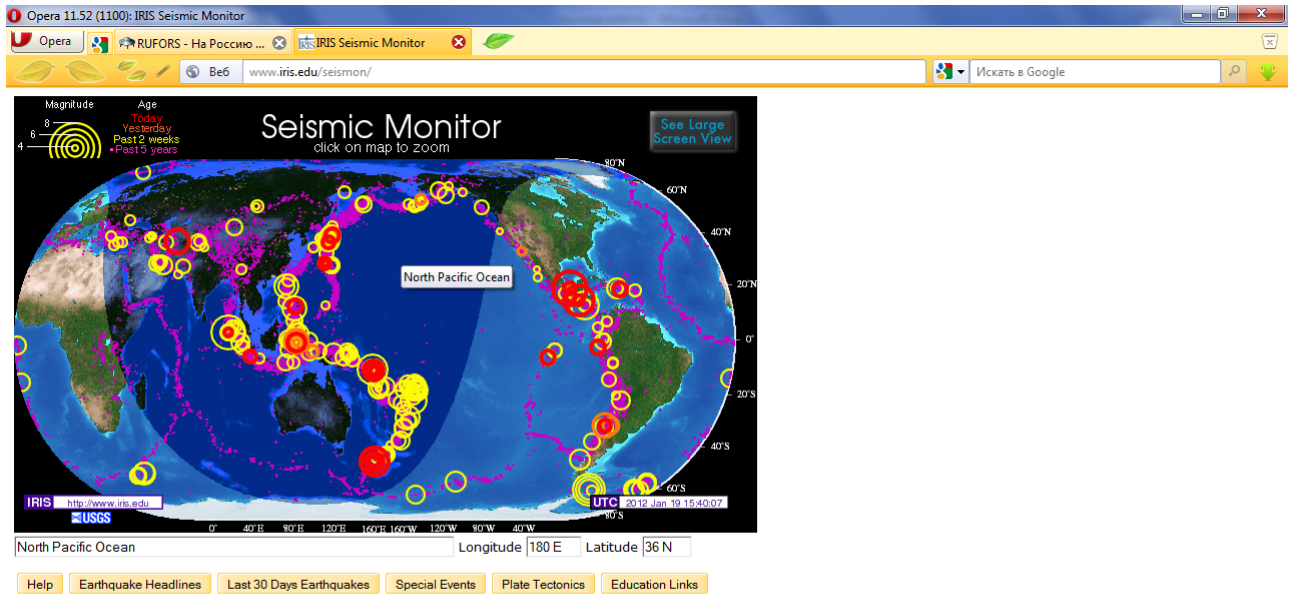 Opera 11.52 (1100): IRIS Seismic Monitor
Opera
RUFORS - На Россию ...
IRIS Seismic Monitor
Веб
www.iris.edu/seismon/
Искать в Google
Magnitude
Age
8
6
4
Today
Yesterday
Past 2 weeks
Past 5 years
Seismic Monitor
click on map to zoom
See Large
Screen View
80°N
60°N
40°N
North Pacific Ocean
20°N
0°
20°S
40°S
60°S
80°S
IRIS http://www.iris.edu
USGS
UTC 2012 Jan 19 15:40:07
0° 40°E 80°E 120°E 160°E 160°W 120°W 80°W 40°W
North Pacific Ocean Longitude 180 E Latitude 36 N
Help Earthquake Headlines Last 30 Days Earthquakes Special Events Plate Tectonics Education Links